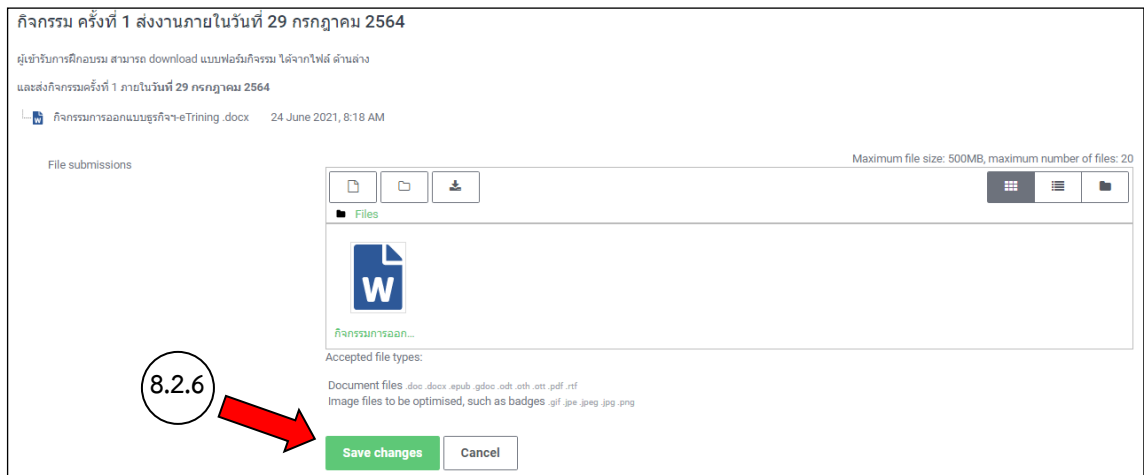 กิจกรรม ครั้งที่ 1 ส่งงานภายในวันที่ 29 กรกฎาคม 2564
ผู้เข้ารับการฝึกอบรม สามารถ download แบบฟอร์มกิจกรรม ได้จากไฟล์ ด้านล่าง
และส่งกิจกรรมครั้งที่ 1 ภายในวันที่ 29 กรกฎาคม 2564
กิจกรรมการออกแบบธุรกิจฯ-eTrining .docx 24 June 2021, 8:18 AM
Maximum file size: 500MB, maximum number of files: 20
File submissions
Files
W
กิจกรรมการออก...
Accepted file types:
8.2.6
Document files .doc .docx .epub .gdoc .odt .oth .ott .pdf .rtf
Image files to be optimised, such as badges .gif .jpe .jpeg .jpg .png
Save changes Cancel